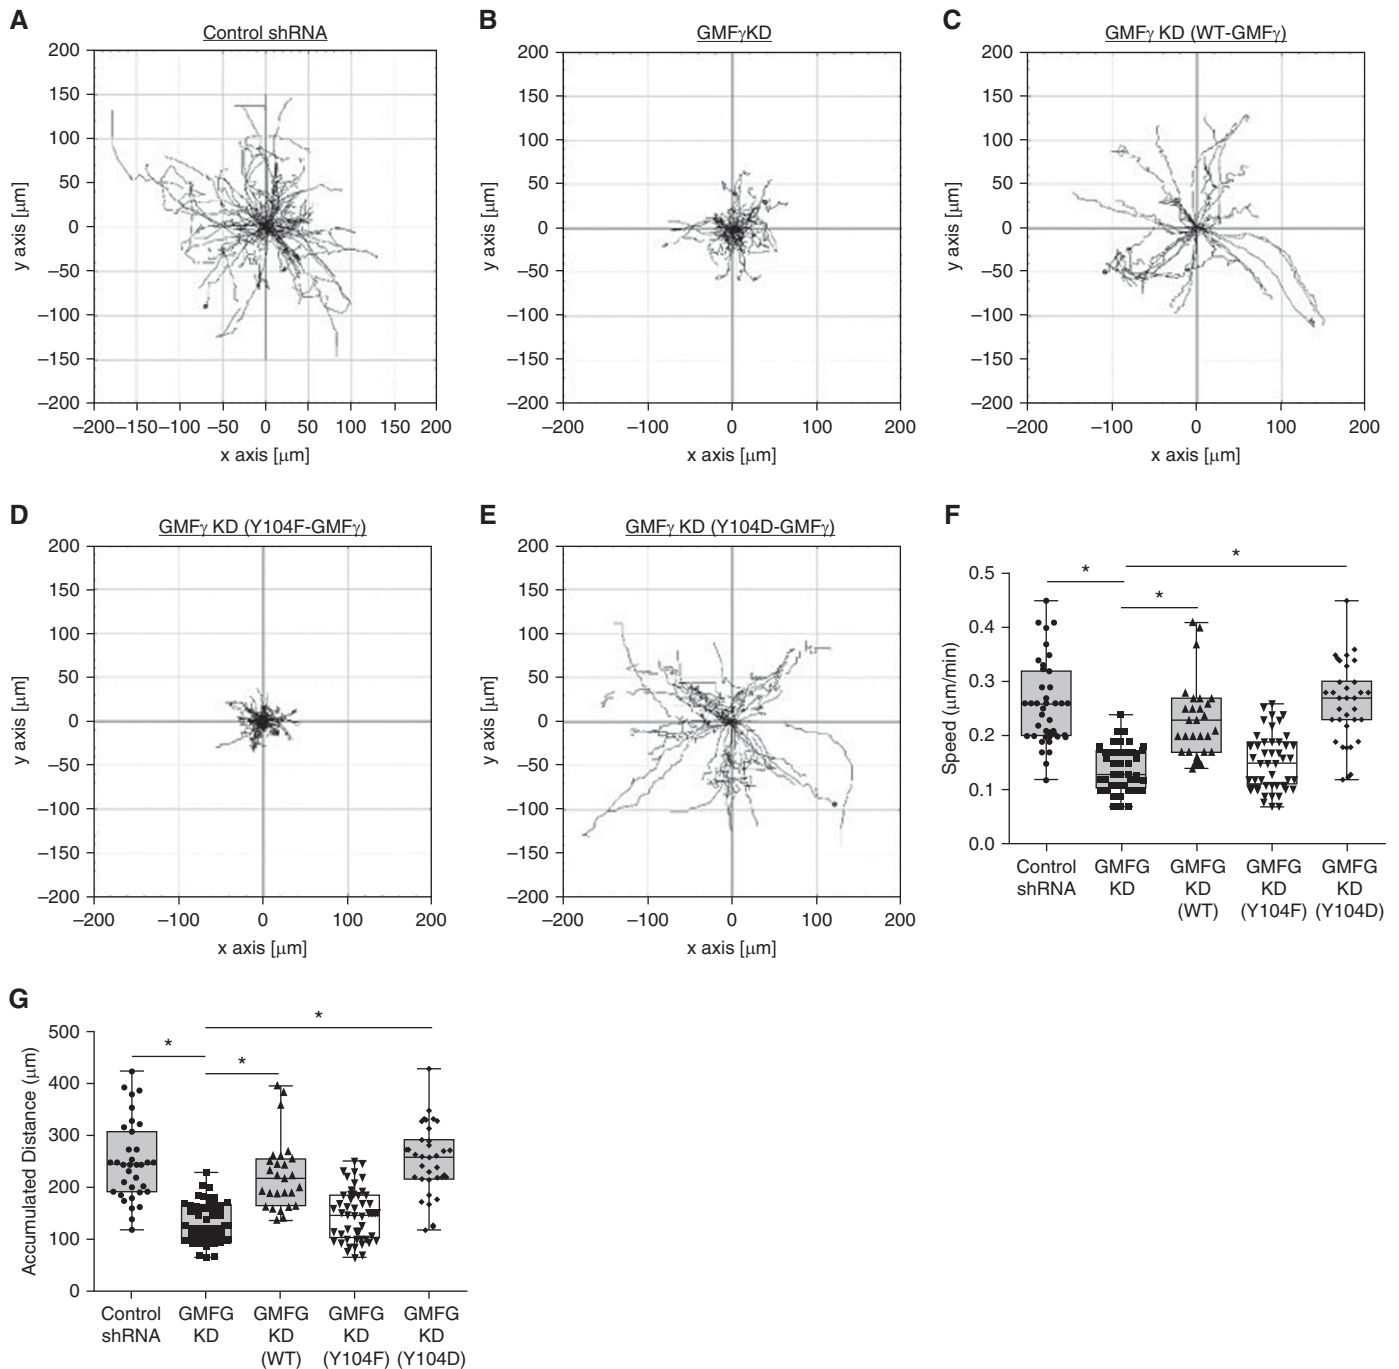 A
Control shRNA
200
150
100
50
0
–50
–100
–150
–200
y axis [μm]
–200 –150 –100 –50 0 50 100 150 200
x axis [μm]
B
GMFγKD
200
150
100
50
0
–50
–100
–150
–200
y axis [μm]
–200 –100 0 100 200
x axis [μm]
C
GMFγ KD (WT-GMFγ)
200
150
100
50
0
–50
–100
–150
–200
y axis [μm]
–200 –100 0 100 200
x axis [μm]
D
GMFγ KD (Y104F-GMFγ)
200
150
100
50
0
–50
–100
–150
–200
y axis [μm]
–200 –100 0 100 200
x axis [μm]
E
GMFγ KD (Y104D-GMFγ)
200
150
100
50
0
–50
–100
–150
–200
y axis [μm]
–200 –100 0 100 200
x axis [μm]
F
* * *
0.5
0.4
0.3
0.2
0.1
0.0
Speed (μm/min)
Control GMFG GMFG GMFG GMFG
shRNA KD KD KD KD
(WT) (Y104F) (Y104D)
G
* * *
500
400
300
200
100
0
Accumulated Distance (μm)
Control GMFG GMFG GMFG GMFG
shRNA KD KD KD KD
(WT) (Y104F) (Y104D)